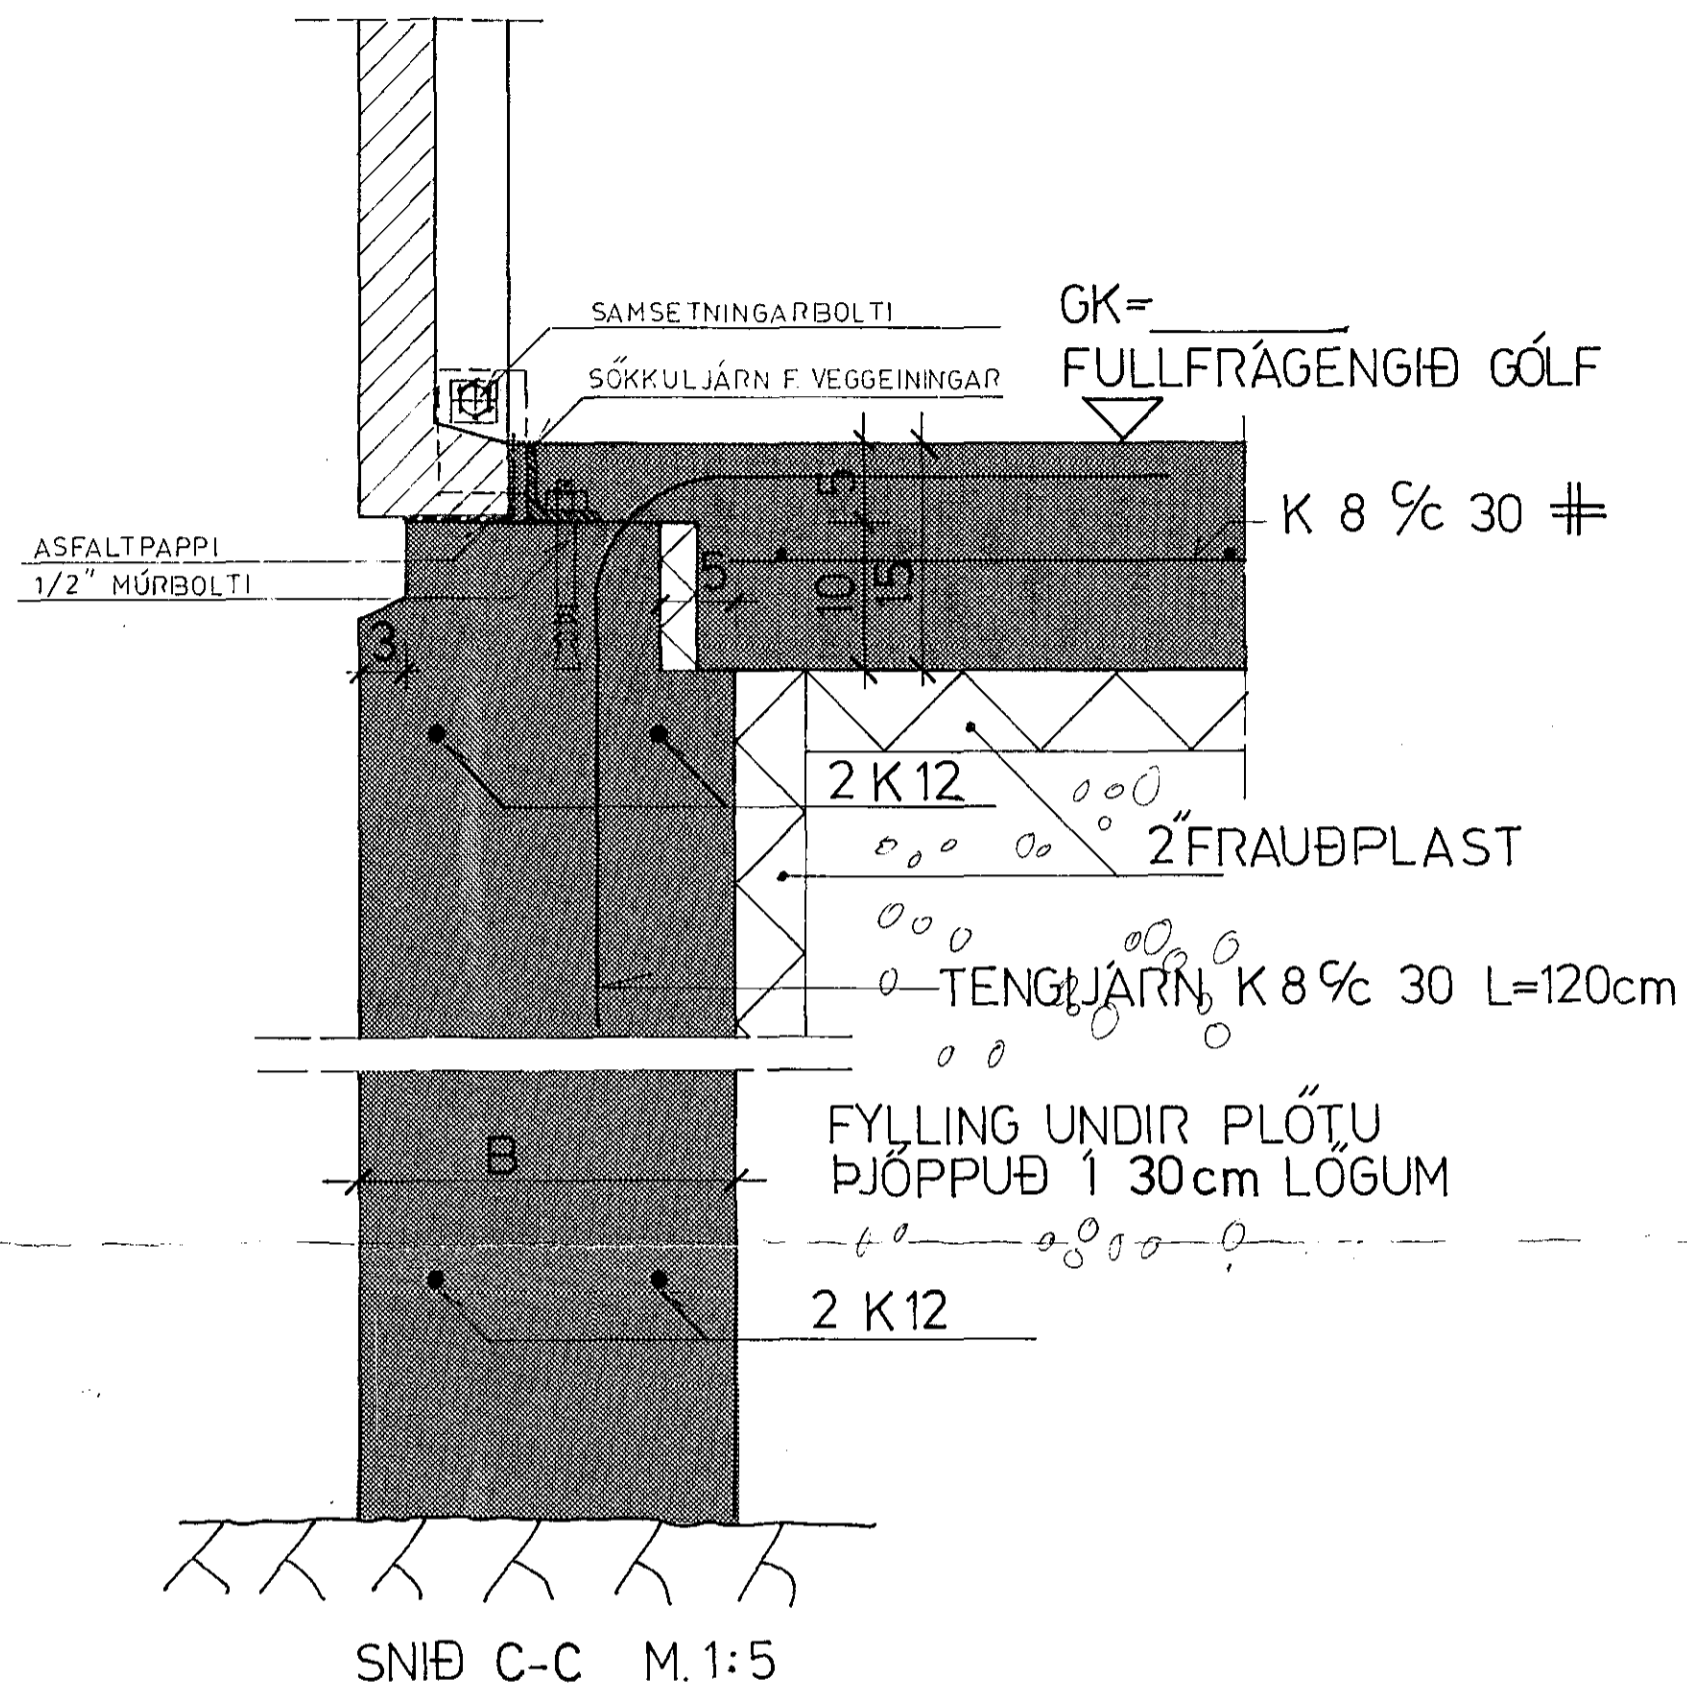 SAMSETNINGARBOLTI
GK=
SÖKKULJÁRN F. VEGGEININGAR
FULLFRÁGENGIÐ GÓLF
5
K 8 c/c 30 #
ASFALTPAPPI
1/2" MÚRBOLTI
5
10
15
3
2 K12
2" FRAUÐPLAST
TENGIJÁRN K 8 c/c 30 L=120cm
FYLLING UNDIR PLÖTU
ÞJÖPPUÐ Í 30cm LÖGUM
B
2 K12
SNIÐ C-C M. 1:5